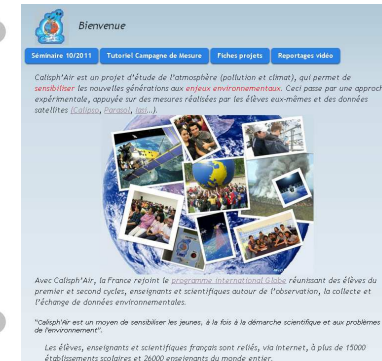 Bienvenue
Séminaire 10/2011 Tutoriel Campagne de Mesure Fiches projets Reportages vidéo
Calisph'Air est un projet d'étude de l'atmosphère (pollution et climat), qui permet de
sensibiliser les nouvelles générations aux enjeux environnementaux. Ceci passe par une approch
expérimentale, appuyée sur des mesures réalisées par les élèves eux-mêmes et des données
satellites (Calipso, Parasol, Iasi…).
Avec Calisph'Air, la France rejoint le programme international Globe réunissant des élèves du
premier et second cycles, enseignants et scientifiques autour de l'observation, la collecte et
l'échange de données environnementales.
"Calisph'Air est un moyen de sensibiliser les jeunes, à la fois à la démarche scientifique et aux problèmes
de l'environnement".
Les élèves, enseignants et scientifiques français sont reliés, via Internet, à plus de 15000
établissements scolaires et 26000 enseignants du monde entier.